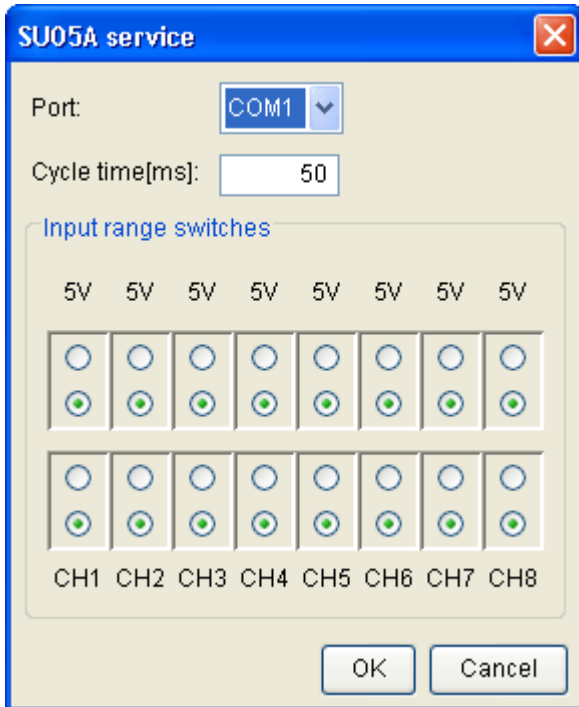 SU05A service
Port: COM1
Cycle time[ms]: 50
Input range switches
5V 5V 5V 5V 5V 5V 5V 5V
CH1 CH2 CH3 CH4 CH5 CH6 CH7 CH8
OK Cancel